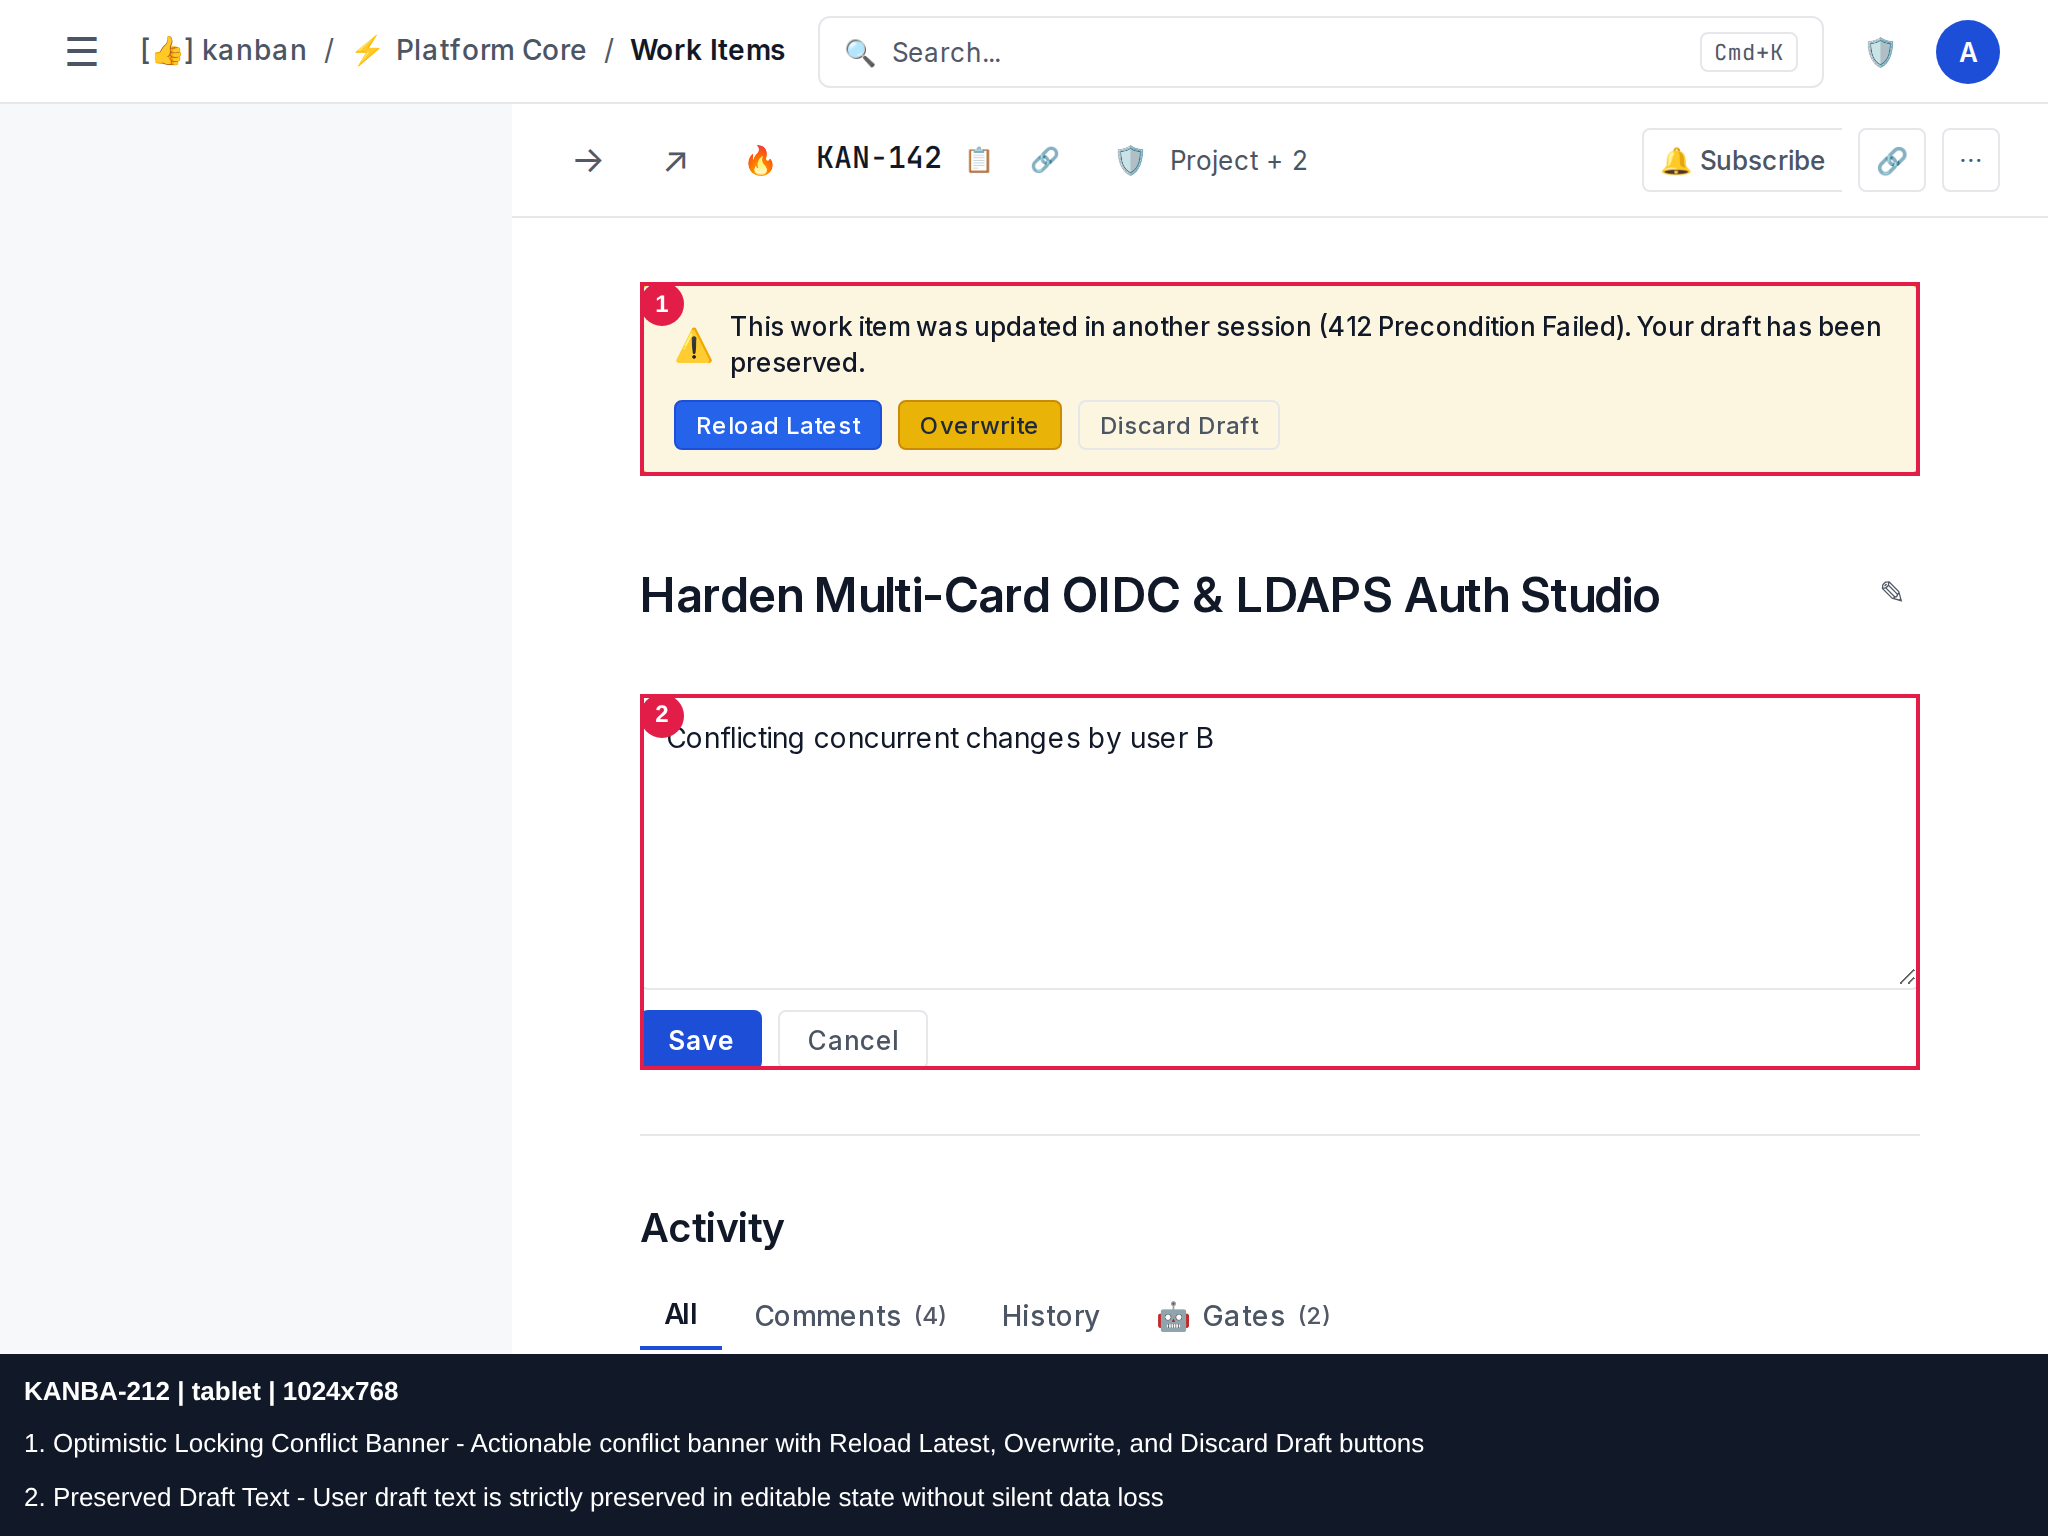 [👍] kanban / ⚡ Platform Core / Work Items
Search...
Cmd+K
A
KAN-142
Project + 2
Subscribe
1
This work item was updated in another session (412 Precondition Failed). Your draft has been
preserved.
Reload Latest
Overwrite
Discard Draft
Harden Multi-Card OIDC & LDAPS Auth Studio
2
Conflicting concurrent changes by user B
Save
Cancel
Activity
All
Comments (4)
History
Gates (2)
KANBA-212 | tablet | 1024x768
1. Optimistic Locking Conflict Banner - Actionable conflict banner with Reload Latest, Overwrite, and Discard Draft buttons
2. Preserved Draft Text - User draft text is strictly preserved in editable state without silent data loss